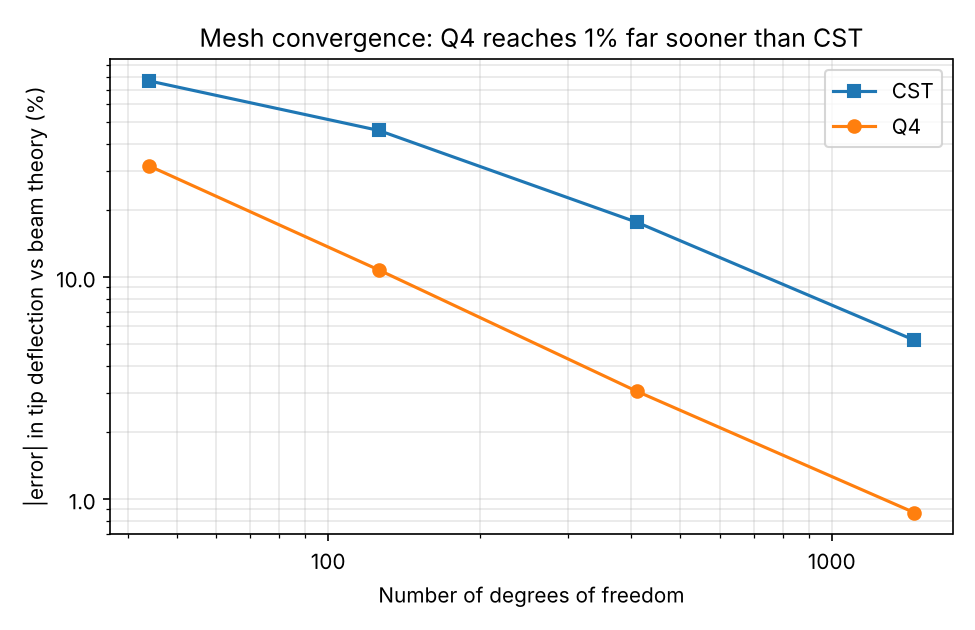 Mesh convergence: Q4 reaches 1% far sooner than CST
|error| in tip deflection vs beam theory (%)
10.0
1.0
CST
Q4
100
1000
Number of degrees of freedom